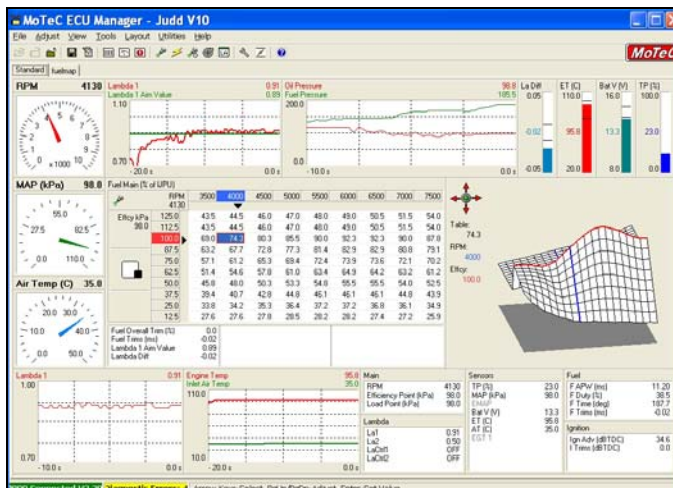 MoTeC ECU Manager - Judd V10
File Adjust View Tools Layout Utilities Help
MoTeC
Standard fuelmap
RPM 4130
x1000
Lambda 1 0.91
Lambda 1 Aim Value 0.89
1.10
0.70
-20.0 s 0.0 s
Oil Pressure 98.8
Fuel Pressure
200.0
0.0
-10.0 s 0.0 s
La Diff ET (C) Bat V (V) TP (%)
0.05 110.0 16.0 100.0
-0.02 95.8 13.3 23.0
-0.05 20.0 8.0 0.0
MAP (kPa) 98.0
55.0
27.5 82.5
0.0 110.0
Air Temp (C) 35.0
20.0 30.0
10.0 40.0
0.0 50.0
Fuel Main (% of IJPU)
RPM 3500 4000 4500 5000 5500 6000 6500 7000 7500
4130
Effcy kPa 125.0 43.5 44.5 46.0 47.0 48.0 49.0 50.5 51.5 54.0
98.0 112.5 43.5 44.5 46.0 47.0 48.0 49.0 50.5 51.5 54.0
100.0 69.0 74.3 80.3 85.5 90.0 92.3 92.3 90.0 87.8
87.5 63.2 67.7 72.8 77.3 81.4 82.9 82.9 80.8 79.1
75.0 57.1 61.2 65.3 69.4 72.4 73.9 73.6 72.1 70.2
62.5 51.4 54.6 57.8 61.0 63.4 64.9 64.2 63.2 61.2
50.0 45.8 48.0 50.3 53.3 54.8 55.5 55.5 54.0 52.5
37.5 39.4 40.7 42.8 44.8 46.1 46.1 46.1 44.8 43.9
25.0 33.8 34.2 35.3 36.4 37.2 37.2 36.8 36.1 34.9
12.5 27.6 27.6 27.8 28.5 28.2 28.2 27.4 27.2 25.9
Table:
74.3
RPM:
4000
Effcy:
100.0
Fuel Overall Trim (%) 0.0
Fuel Trims (ms) -0.02
Lambda 1 Aim Value 0.89
Lambda Diff -0.02
Lambda 1 0.91
1.00
0.70
-10.0 s 0.0 s
Engine Temp 95.8
Inlet Air Temp 35.0
110.0
0.0
-10.0 s 0.0 s
Main
RPM 4130
Efficiency Point (kPa) 98.0
Load Point (kPa) 98.0
Lambda
La1 0.91
La2 0.50
LaCtrl1 OFF
LaCtrl2 OFF
Sensors
TP (%) 23.0
MAP (kPa) 98.0
EMAP
Bat V (V) 13.3
ET (C) 95.8
AT (C) 35.0
EGT 1
Fuel
F APW (ms) 11.20
F Duty (%) 38.5
F Time (deg) 187.7
F Trims (ms) -0.02
Ignition
Ign Adv (dBTDC) 34.6
I Trims (dBTDC) 0.0